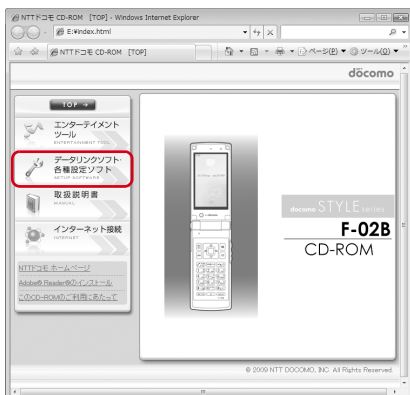 NTTドコモ CD-ROM [TOP] - Windows Internet Explorer
E:¥index.html
NTTドコモ CD-ROM [TOP]
ページ(P)
ツール(O)
döcomo
TOP
エンターテイメント
ツール
ENTERTAINMENT TOOL
データリンクソフト・
各種設定ソフト
SETUP SOFTWARE
取扱説明書
MANUAL
インターネット接続
INTERNET
NTTドコモ ホームページ
Adobe® Reader®のインストール
このCD-ROMのご利用にあたって
docomo STYLE series
F-02B
CD-ROM
© 2009 NTT DOCOMO, INC. All Rights Reserved.